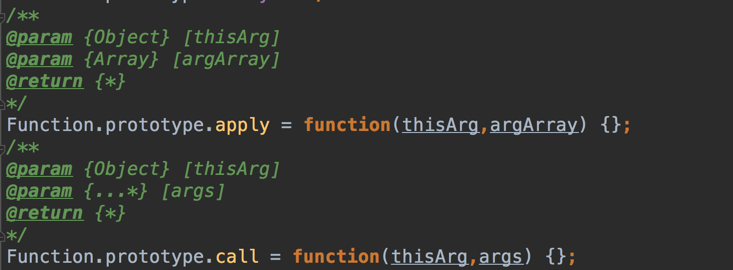 /**
@param {Object} [thisArg]
@param {Array} [argArray]
@return {*}
*/
Function.prototype.apply = function(thisArg,argArray) {};
/**
@param {Object} [thisArg]
@param {...*} [args]
@return {*}
*/
Function.prototype.call = function(thisArg,args) {};